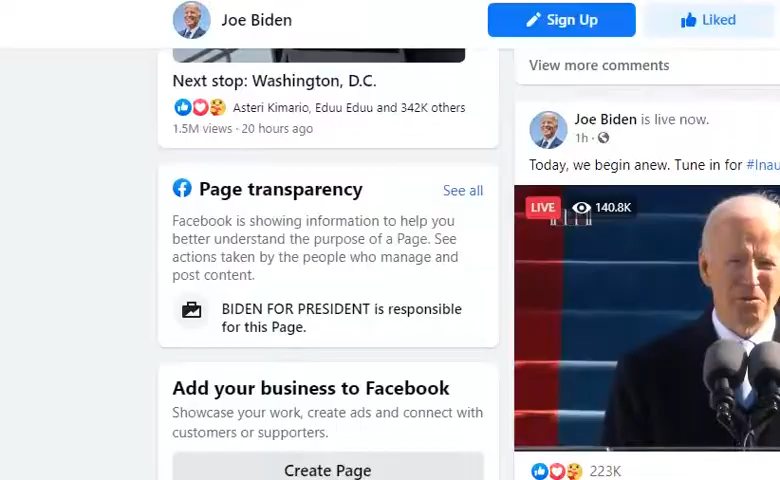 Joe Biden
Sign Up
Liked
Next stop: Washington, D.C.
Asteri Kimario, Eduu Eduu and 342K others
1.5M views · 20 hours ago
Page transparency
See all
Facebook is showing information to help you
better understand the purpose of a Page. See
actions taken by the people who manage and
post content.
BIDEN FOR PRESIDENT is responsible
for this Page.
Add your business to Facebook
Showcase your work, create ads and connect with
customers or supporters.
Create Page
View more comments
Joe Biden is live now.
1h ·
Today, we begin anew. Tune in for #Inau
LIVE
140.8K
223K